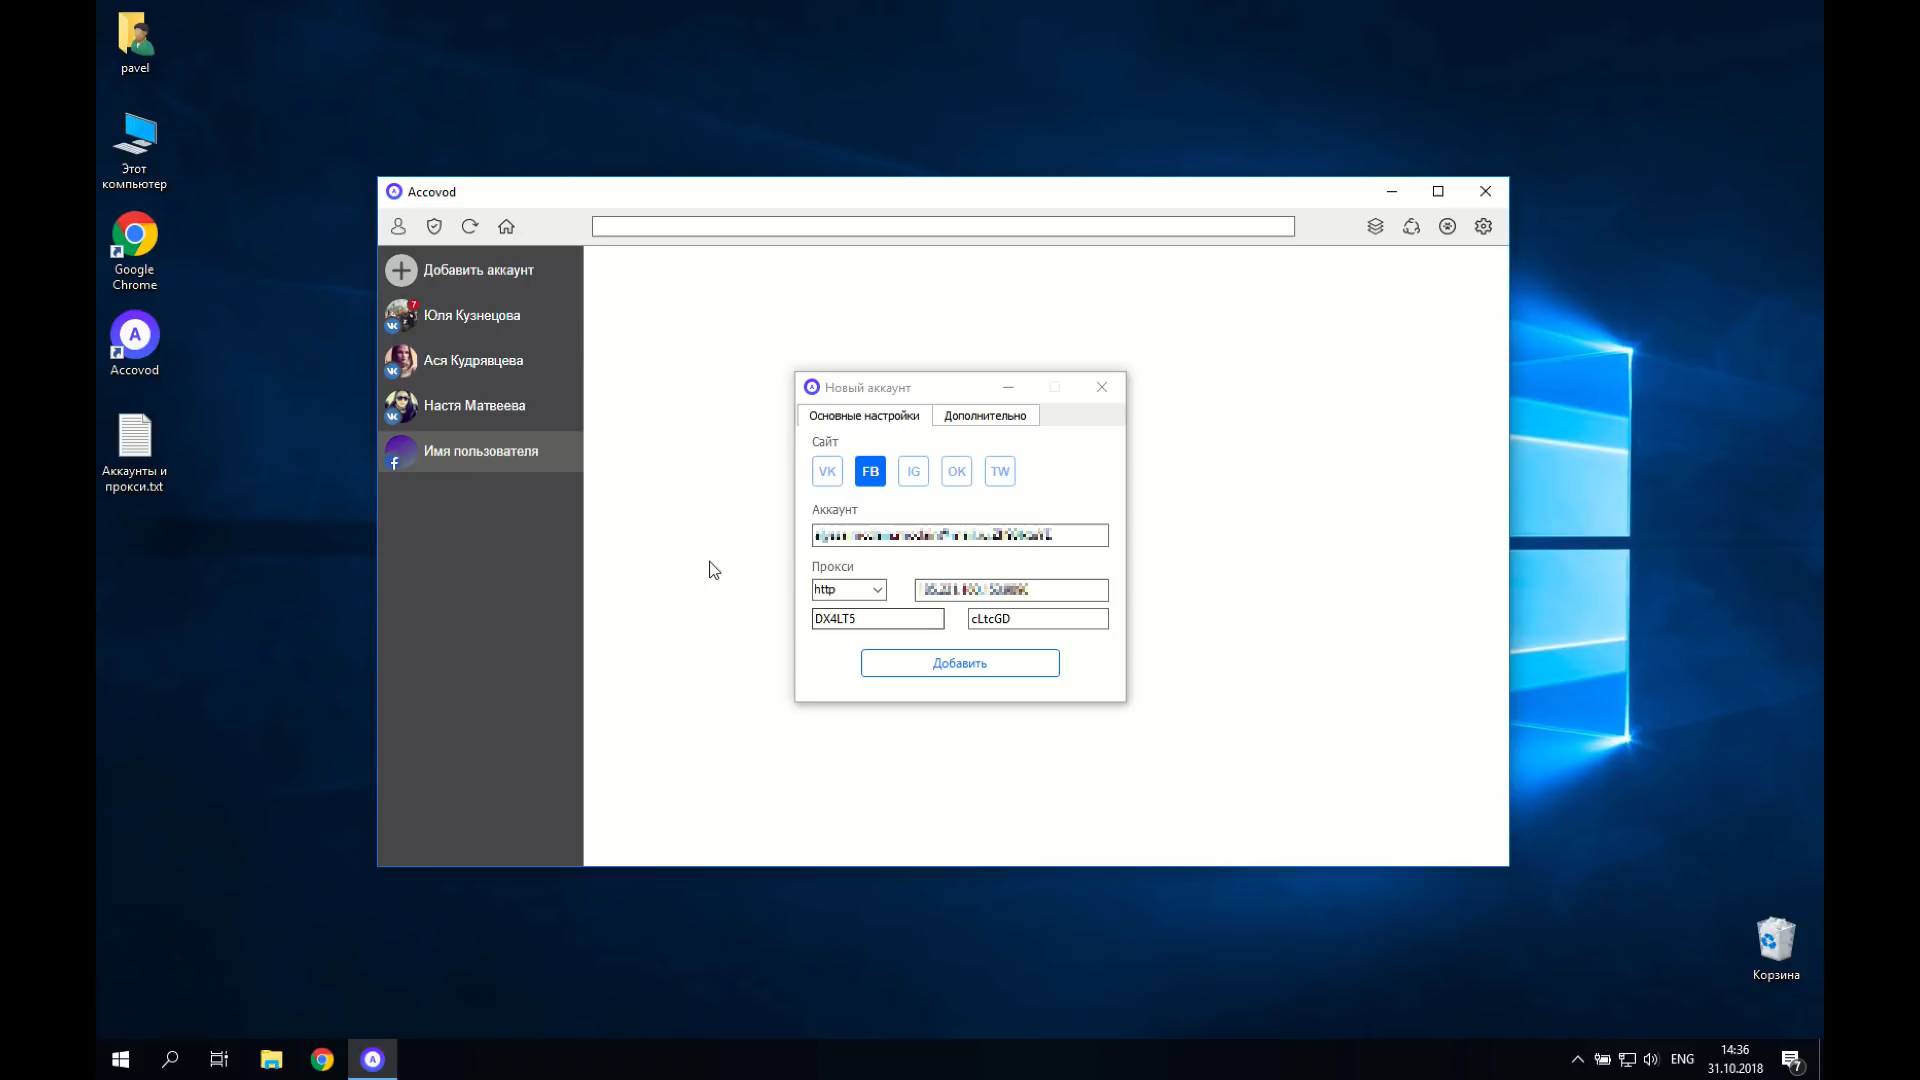 pavel
Этот
компьютер
Google
Chrome
A
Accovod
Аккаунты и
прокси.txt
Accovod
Добавить аккаунт
7
Юля Кузнецова
Ася Кудрявцева
Настя Матвеева
Имя пользователя
Новый аккаунт
Основные настройки
Дополнительно
Сайт
VK
FB
IG
OK
TW
Аккаунт
Прокси
http
DX4LT5
cLtcGD
Добавить
Корзина
ENG
14:36
31.10.2018
7